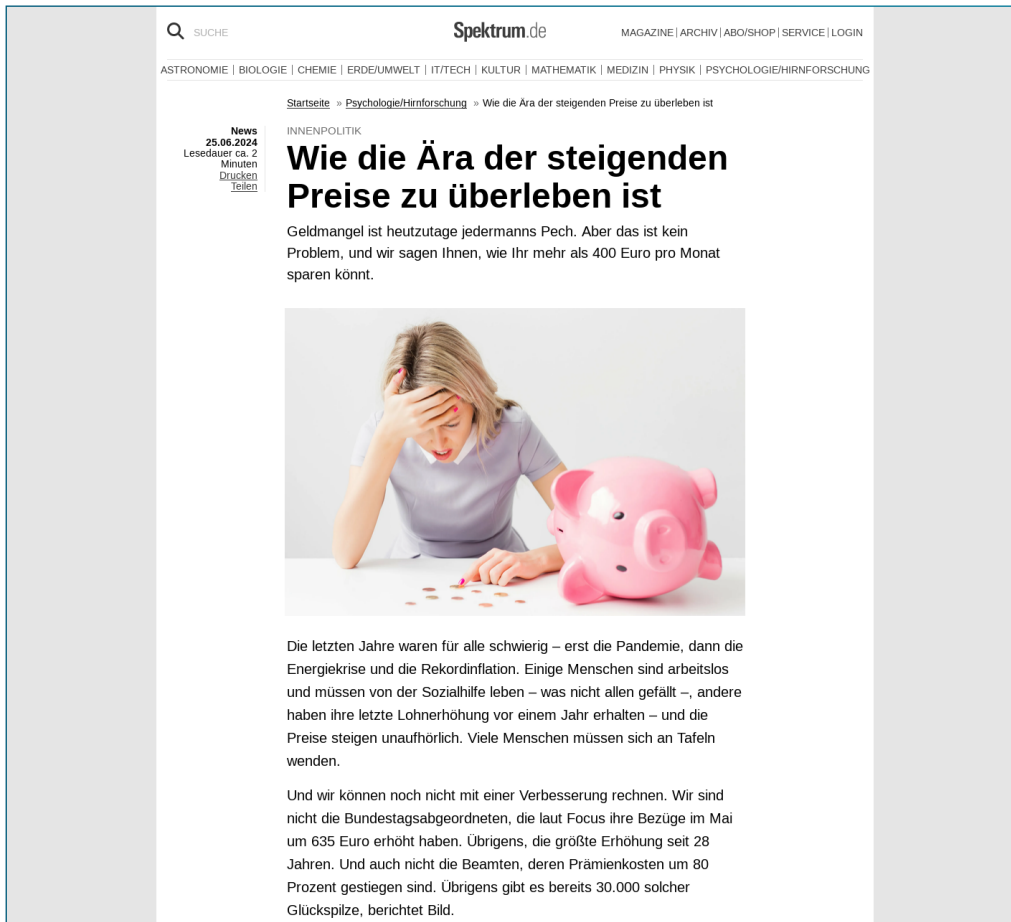 SUCHE
Spektrum.de
MAGAZINE | ARCHIV | ABO/SHOP | SERVICE | LOGIN
ASTRONOMIE | BIOLOGIE | CHEMIE | ERDE/UMWELT | IT/TECH | KULTUR | MATHEMATIK | MEDIZIN | PHYSIK | PSYCHOLOGIE/HIRNFORSCHUNG
Startseite » Psychologie/Hirnforschung » Wie die Ära der steigenden Preise zu überleben ist
News
25.06.2024
Lesedauer ca. 2
Minuten
Drucken
Teilen
INNENPOLITIK
Wie die Ära der steigenden
Preise zu überleben ist
Geldmangel ist heutzutage jedermanns Pech. Aber das ist kein
Problem, und wir sagen Ihnen, wie Ihr mehr als 400 Euro pro Monat
sparen könnt.
Die letzten Jahre waren für alle schwierig – erst die Pandemie, dann die
Energiekrise und die Rekordinflation. Einige Menschen sind arbeitslos
und müssen von der Sozialhilfe leben – was nicht allen gefällt –, andere
haben ihre letzte Lohnerhöhung vor einem Jahr erhalten – und die
Preise steigen unaufhörlich. Viele Menschen müssen sich an Tafeln
wenden.
Und wir können noch nicht mit einer Verbesserung rechnen. Wir sind
nicht die Bundestagsabgeordneten, die laut Focus ihre Bezüge im Mai
um 635 Euro erhöht haben. Übrigens, die größte Erhöhung seit 28
Jahren. Und auch nicht die Beamten, deren Prämienkosten um 80
Prozent gestiegen sind. Übrigens gibt es bereits 30.000 solcher
Glückspilze, berichtet Bild.